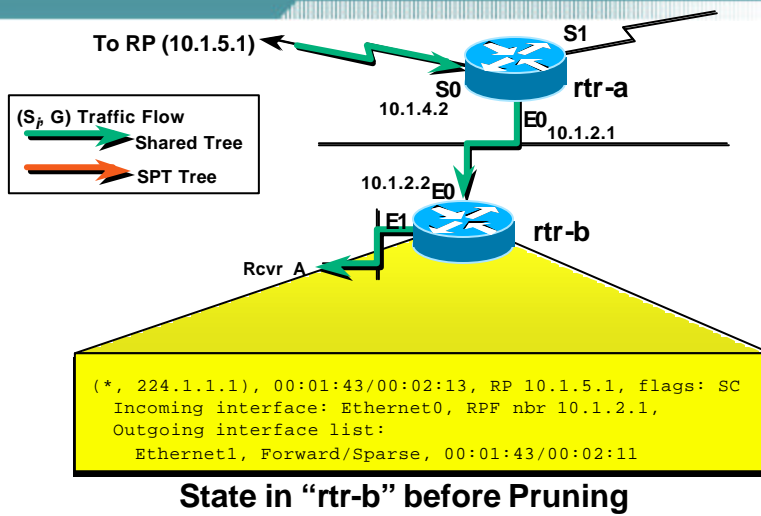 To RP (10.1.5.1)
S1
S0
rtr-a
10.1.4.2
E0
10.1.2.1
(Si, G) Traffic Flow
Shared Tree
SPT Tree
10.1.2.2
E0
E1
rtr-b
Rcvr A
(*, 224.1.1.1), 00:01:43/00:02:13, RP 10.1.5.1, flags: SC
Incoming interface: Ethernet0, RPF nbr 10.1.2.1,
Outgoing interface list:
Ethernet1, Forward/Sparse, 00:01:43/00:02:11
State in “rtr-b” before Pruning